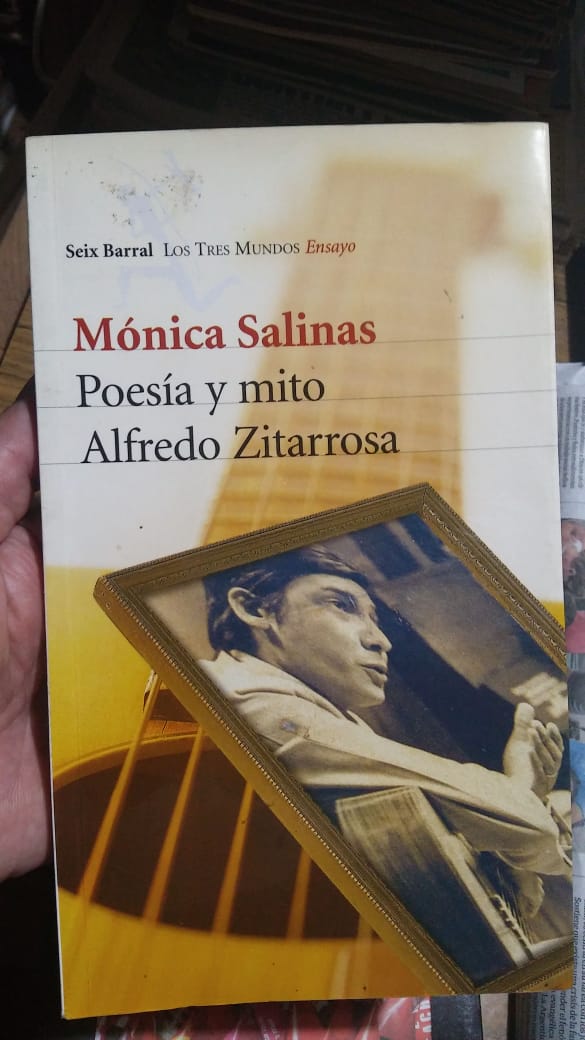 Seix Barral LOS TRES MUNDOS Ensayo
Mónica Salinas
Poesía y mito
Alfredo Zitarrosa